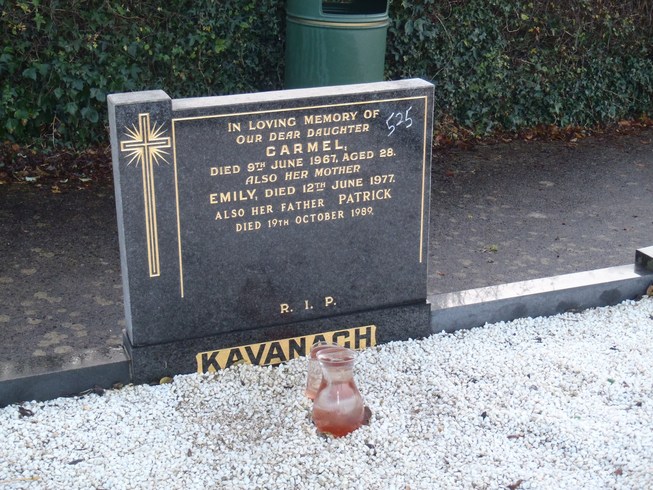 IN LOVING MEMORY OF
OUR DEAR DAUGHTER
CARMEL,
DIED 9TH JUNE 1967, AGED 28.
ALSO HER MOTHER
EMILY, DIED 12TH JUNE 1977.
ALSO HER FATHER PATRICK
DIED 19TH OCTOBER 1989.
525
R. I. P.
KAVANAGH